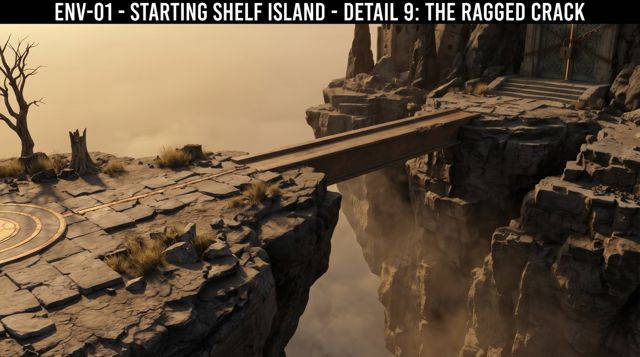 ENV-01 - STARTING SHELF ISLAND - DETAIL 9: THE RAGGED CRACK